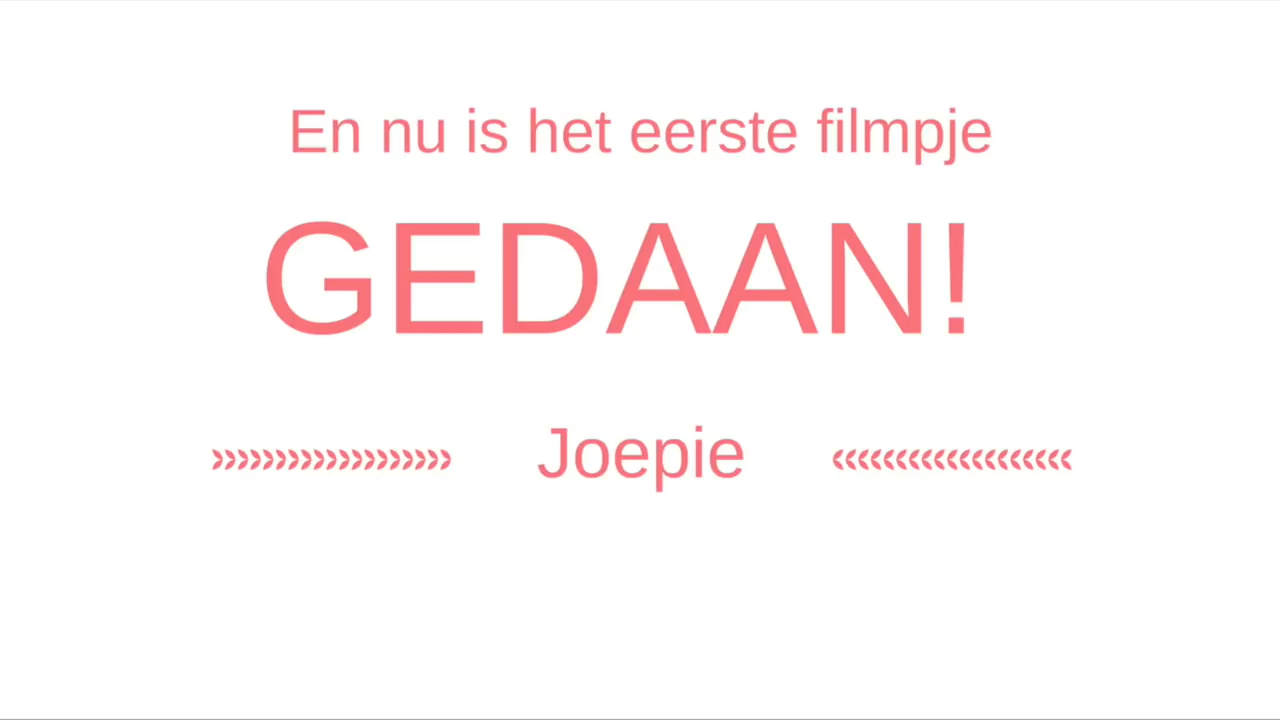 En nu is het eerste filmpje
GEDAAN!
››››››››››››››››››› Joepie ‹‹‹‹‹‹‹‹‹‹‹‹‹‹‹‹‹‹‹